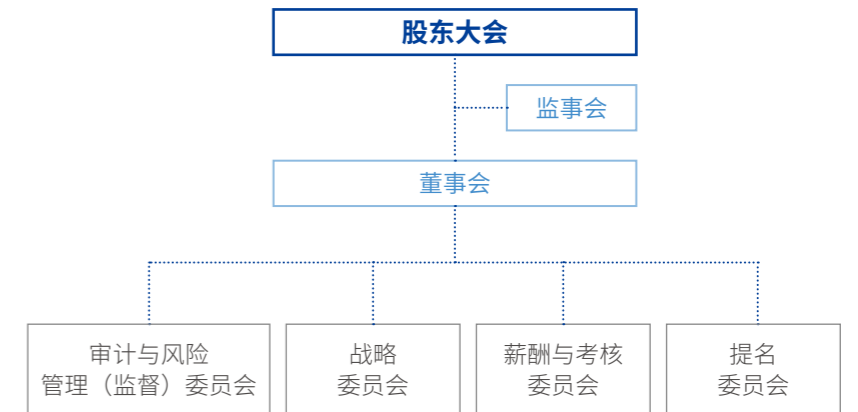 股东大会
监事会
董事会
审计与风险
管理（监督）委员会
战略
委员会
薪酬与考核
委员会
提名
委员会